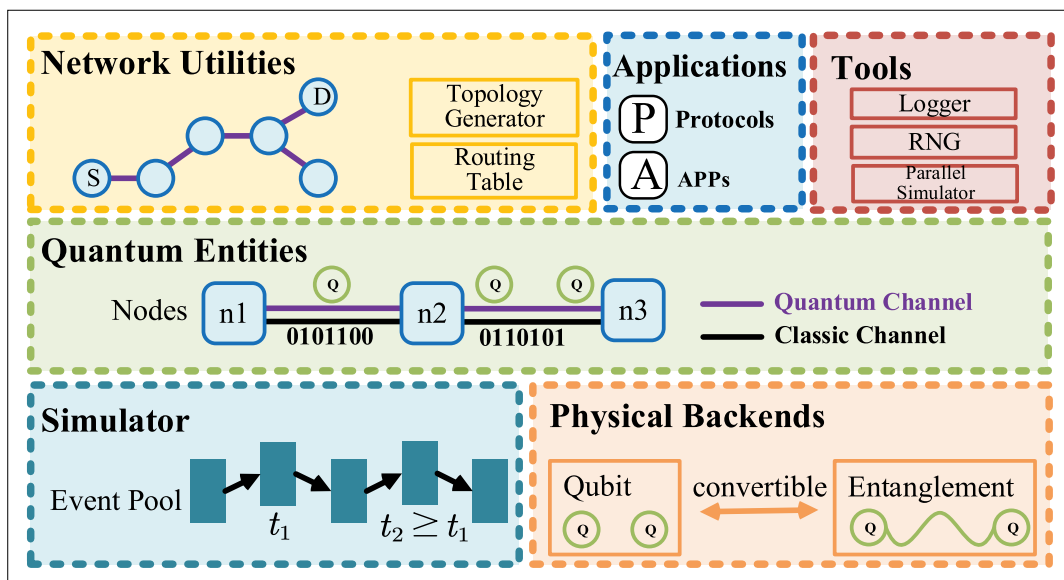 Network Utilities
D
S
Topology
Generator
Routing
Table
Applications
P Protocols
A APPs
Tools
Logger
RNG
Parallel
Simulator
Quantum Entities
Q Q Q
Nodes n1 n2 n3
0101100 0110101
Quantum Channel
Classic Channel
Simulator
Event Pool
t1 t2 ≥ t1
Physical Backends
Qubit
Q Q
convertible
Entanglement
Q Q